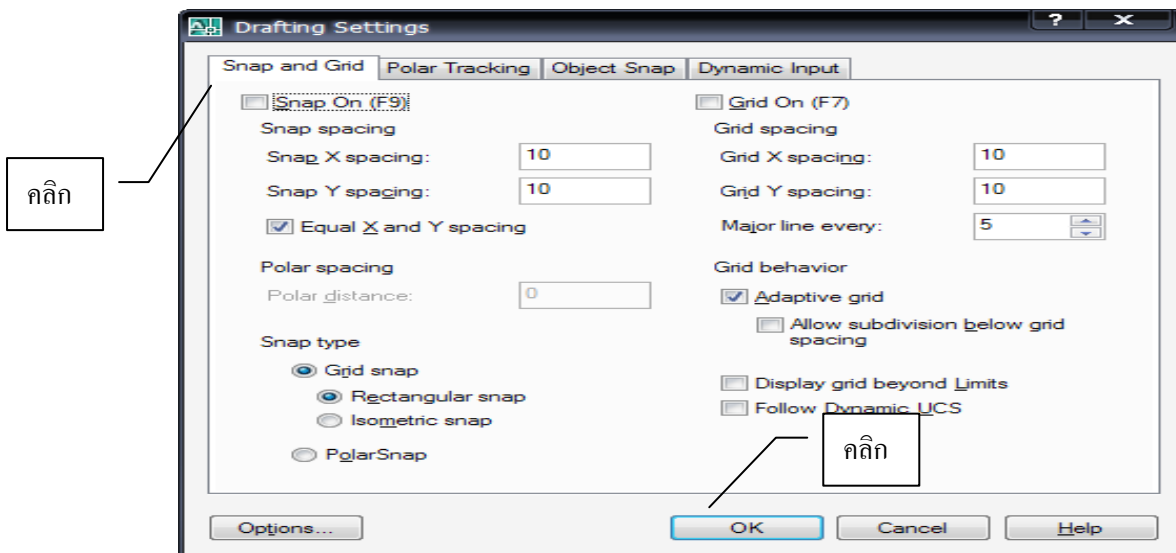 Drafting Settings
? x
Snap and Grid Polar Tracking Object Snap Dynamic Input
Snap On (F9) Grid On (F7)
Snap spacing Grid spacing
Snap X spacing: 10 Grid X spacing: 10
Snap Y spacing: 10 Grid Y spacing: 10
Equal X and Y spacing Major line every: 5
Polar spacing Grid behavior
Polar distance: 0 Adaptive grid
Allow subdivision below grid
spacing
Snap type
Grid snap
Rectangular snap Display grid beyond Limits
Isometric snap Follow Dynamic UCS
PolarSnap
Options... OK Cancel Help
คลิก
คลิก